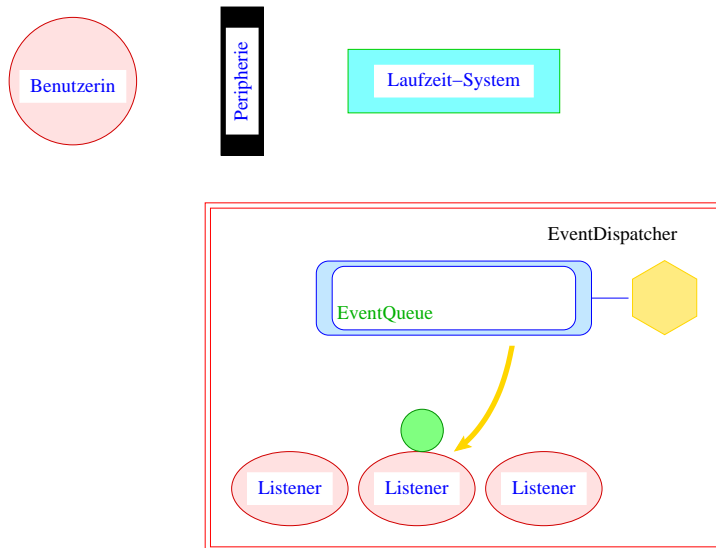 Benutzerin
Peripherie
Laufzeit–System
EventDispatcher
EventQueue
Listener
Listener
Listener